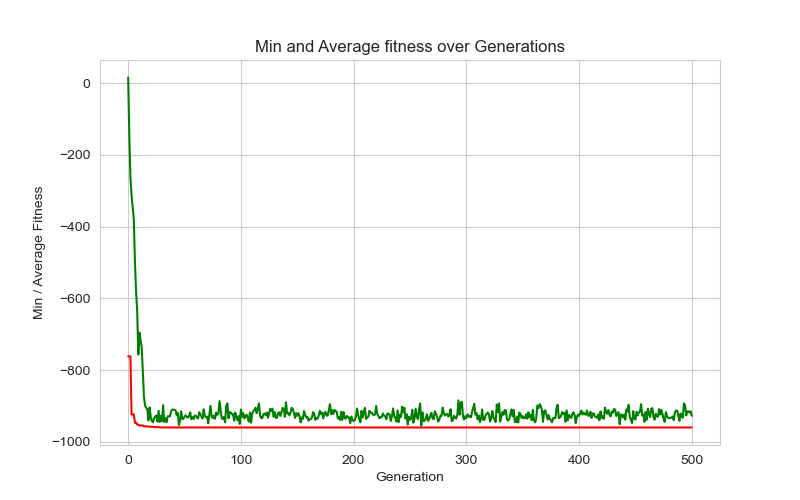 Min and Average fitness over Generations
0
−200
−400
−600
−800
−1000
Min / Average Fitness
0 100 200 300 400 500
Generation